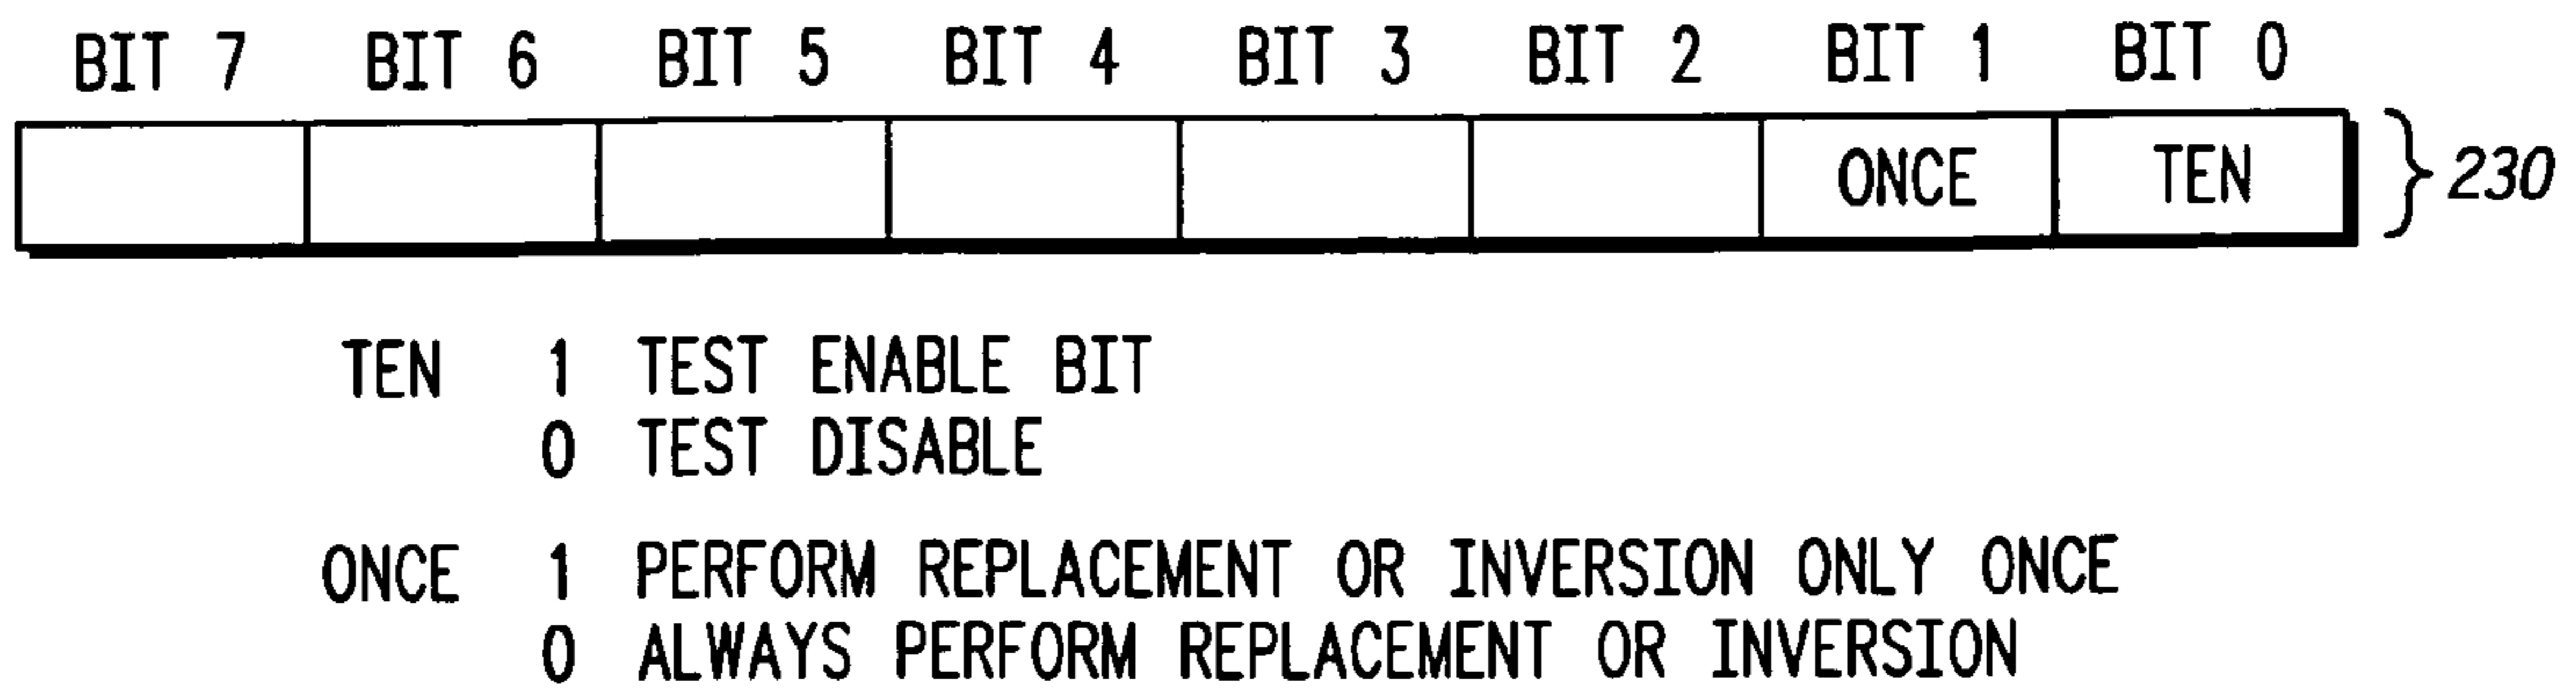 BIT 7 BIT 6 BIT 5 BIT 4 BIT 3 BIT 2 BIT 1 BIT 0
ONCE TEN 230
TEN 1 TEST ENABLE BIT
0 TEST DISABLE
ONCE 1 PERFORM REPLACEMENT OR INVERSION ONLY ONCE
0 ALWAYS PERFORM REPLACEMENT OR INVERSION